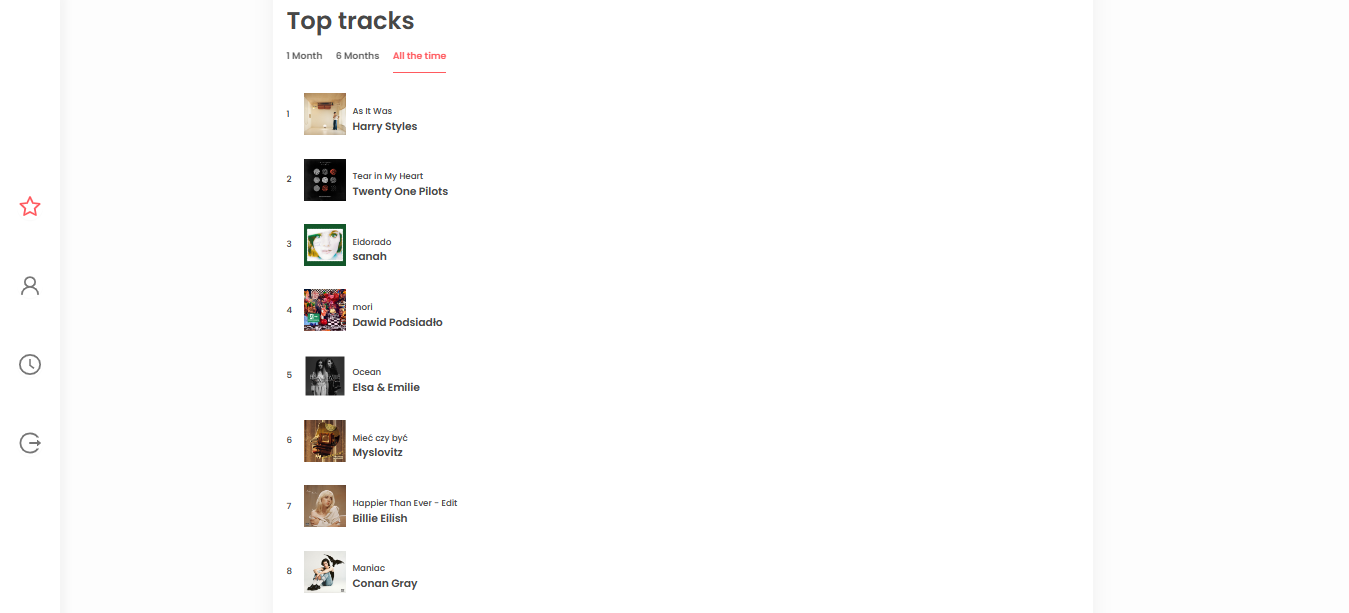 Top tracks
1 Month 6 Months All the time
1
As It Was
Harry Styles
2
Tear in My Heart
Twenty One Pilots
3
Eldorado
sanah
4
mori
Dawid Podsiadło
5
Ocean
Elsa & Emilie
6
Mieć czy być
Myslovitz
7
Happier Than Ever - Edit
Billie Eilish
8
Maniac
Conan Gray